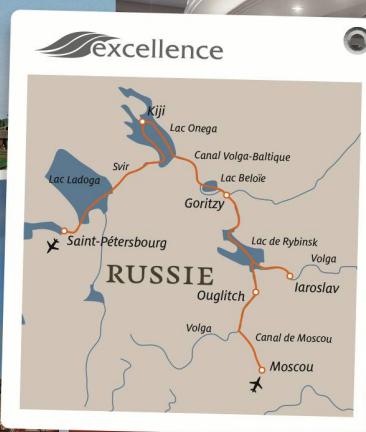 excellence
Kiji
Lac Onega
Canal Volga-Baltique
Svir
Lac Ladoga
Lac Beloïe
Goritzy
Saint-Pétersbourg
Lac de Rybinsk
Volga
RUSSIE
Iaroslav
Ouglitch
Volga
Canal de Moscou
Moscou